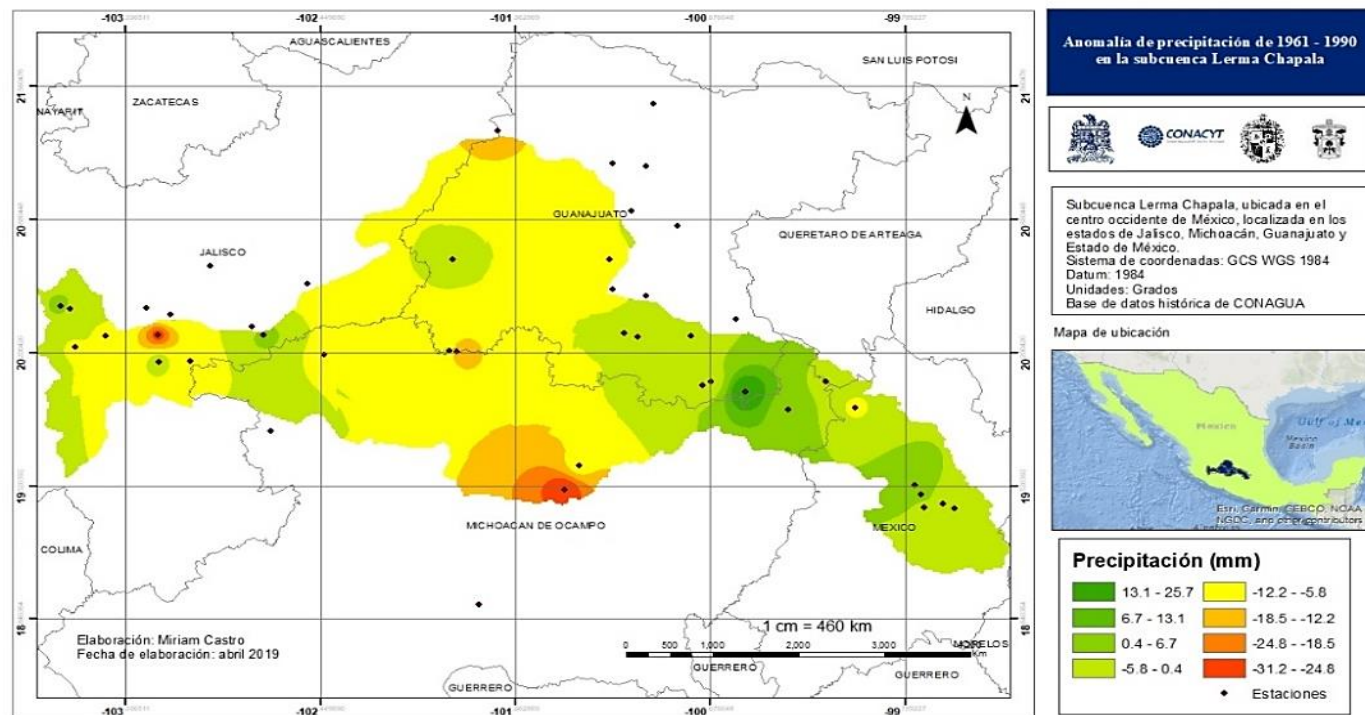 -103 -102 -101 -100 -99
AGUASCALIENTES
SAN LUIS POTOSI
ZACATECAS
NAYARIT
N
21 21
GUANAJUATO
20 20
QUERETARO DE ARTEAGA
JALISCO
HIDALGO
20 20
19 19
MICHOACAN DE OCAMPO
MEXICO
COLIMA
18 18
Elaboración: Miriam Castro
Fecha de elaboración: abril 2019
1 cm = 460 km
0 500 1,000 2,000 3,000
Km
MORELOS
GUERRERO
GUERRERO
GUERRERO
-103 -102 -101 -100 -99
Anomalía de precipitación de 1961 - 1990
en la subcuenca Lerma Chapala
CONACYT
Subcuenca Lerma Chapala, ubicada en el
centro occidente de México, localizada en los
estados de Jalisco, Michoacán, Guanajuato y
Estado de México.
Sistema de coordenadas: GCS WGS 1984
Datum: 1984
Unidades: Grados
Base de datos histórica de CONAGUA
Mapa de ubicación
Mexico
Gulf of Me
Mexico
Basin
Esri, Garmin, GEBCO, NOAA
NGDC, and other contributors
Precipitación (mm)
13.1 - 25.7
6.7 - 13.1
0.4 - 6.7
-5.8 - 0.4
-12.2 - -5.8
-18.5 - -12.2
-24.8 - -18.5
-31.2 - -24.8
Estaciones